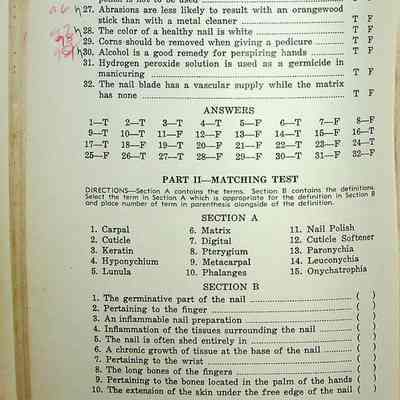 polish is not to be used T F
27. Abrasions are less likely to result with an orangewood
stick than with a metal cleaner T F
28. The color of a healthy nail is white T F
29. Corns should be removed when giving a pedicure T F
30. Alcohol is a good remedy for perspiring hands T F
31. Hydrogen peroxide solution is used as a germicide in
manicuring T F
32. The nail blade has a vascular supply while the matrix
has none T F
ANSWERS
1—T 2—T 3—T 4—T 5—F 6—T 7—F 8—F
9—T 10—T 11—F 12—F 13—F 14—T 15—F 16—T
17—T 18—F 19—T 20—T 21—F 22—T 23—F 24—T
25—F 26—T 27—T 28—F 29—F 30—T 31—F 32—F
PART II—MATCHING TEST
DIRECTIONS—Section A contains the terms. Section B contains the definitions.
Select the term in Section A which is appropriate for the definition in Section B
and place number of term in parenthesis alongside of the definition.
SECTION A
1. Carpal 6. Matrix 11. Nail Polish
2. Cuticle 7. Digital 12. Cuticle Softener
3. Keratin 8. Pterygium 13. Paronychia
4. Hyponychium 9. Metacarpal 14. Leuconychia
5. Lunula 10. Phalanges 15. Onychatrophia
SECTION B
1. The germinative part of the nail ( )
2. Pertaining to the finger ( )
3. An inflammable nail preparation ( )
4. Inflammation of the tissues surrounding the nail ( )
5. The nail is often shed entirely in ( )
6. A chronic growth of tissue at the base of the nail ( )
7. Pertaining to the wrist ( )
8. The long bones of the fingers ( )
9. Pertaining to the bones located in the palm of the hands ( )
10. The extension of the skin under the free edge of the nail ( )